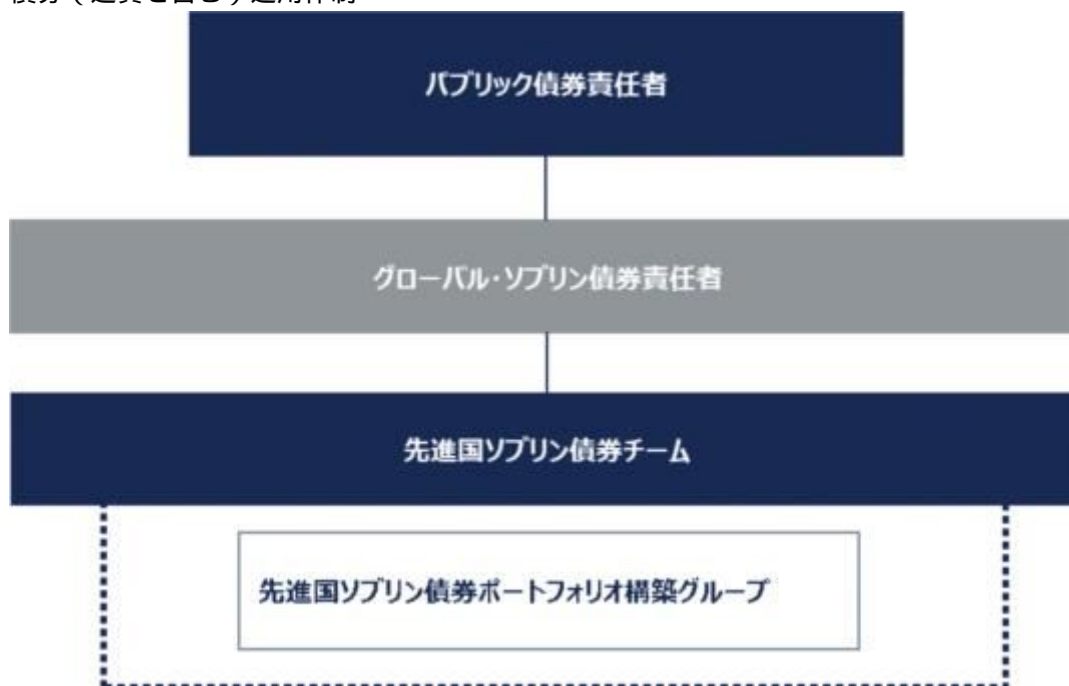 パブリック債券責任者
グローバル・ソブリン債券責任者
先進国ソブリン債券チーム
先進国ソブリン債券ポートフォリオ構築グループ